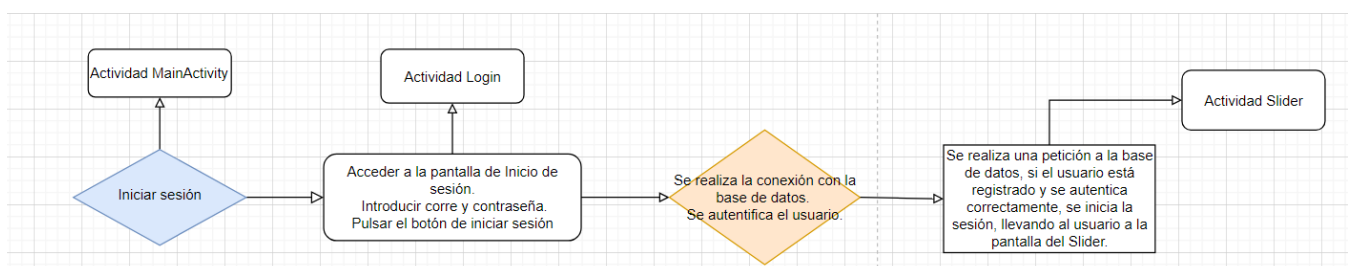 Actividad MainActivity
Iniciar sesión
Actividad Login
Acceder a la pantalla de Inicio de
sesión.
Introducir corre y contraseña.
Pulsar el botón de iniciar sesión
Se realiza la conexión con la
base de datos.
Se autentifica el usuario.
Se realiza una petición a la base
de datos, si el usuario está
registrado y se autentica
correctamente, se inicia la
sesión, llevando al usuario a la
pantalla del Slider.
Actividad Slider